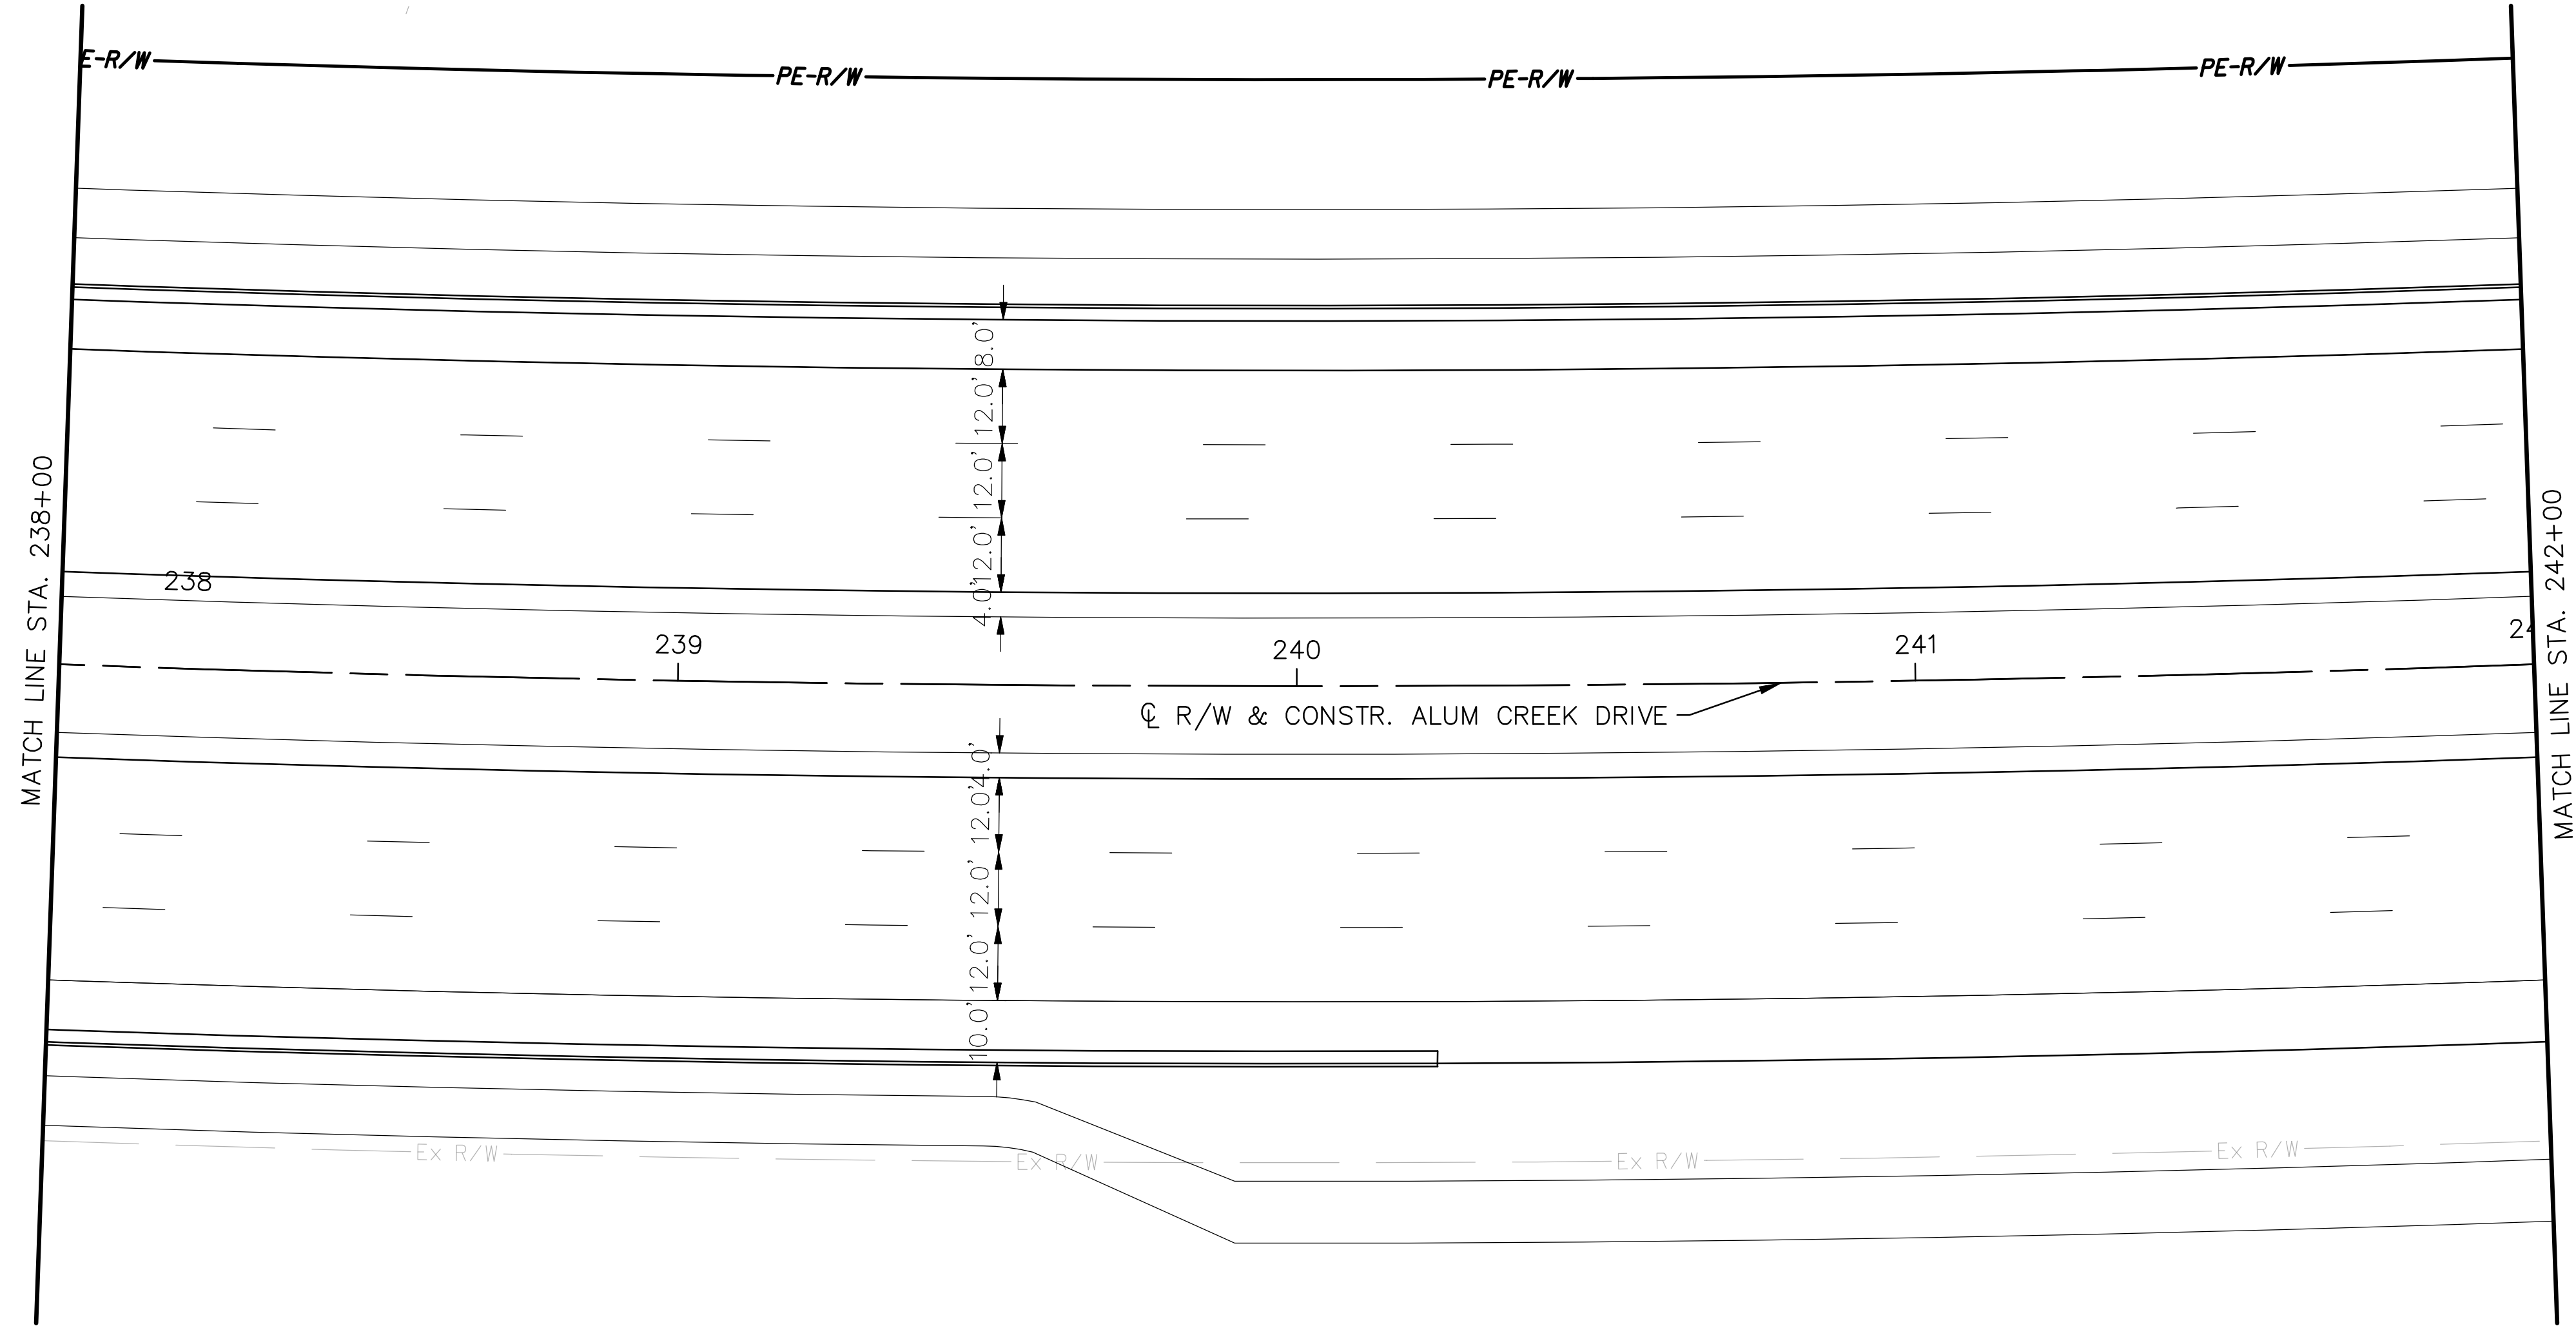 E-R/W PE-R/W PE-R/W PE-R/W
8.0'
12.0'
12.0'
12.0'
4.0'
MATCH LINE STA. 238+00
MATCH LINE STA. 242+00
238
239 240 241 24
℄ R/W & CONSTR. ALUM CREEK DRIVE
4.0'
12.0'
12.0'
12.0'
10.0'
Ex R/W Ex R/W Ex R/W Ex R/W